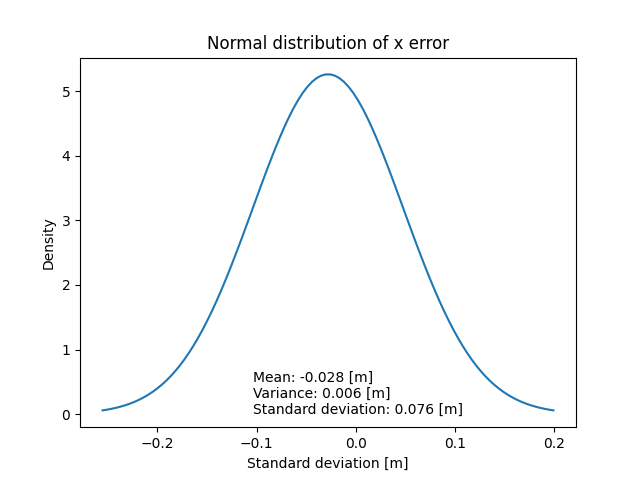 Normal distribution of x error
Density
5
4
3
2
1
0
Mean: -0.028 [m]
Variance: 0.006 [m]
Standard deviation: 0.076 [m]
−0.2
−0.1
0.0
0.1
0.2
Standard deviation [m]